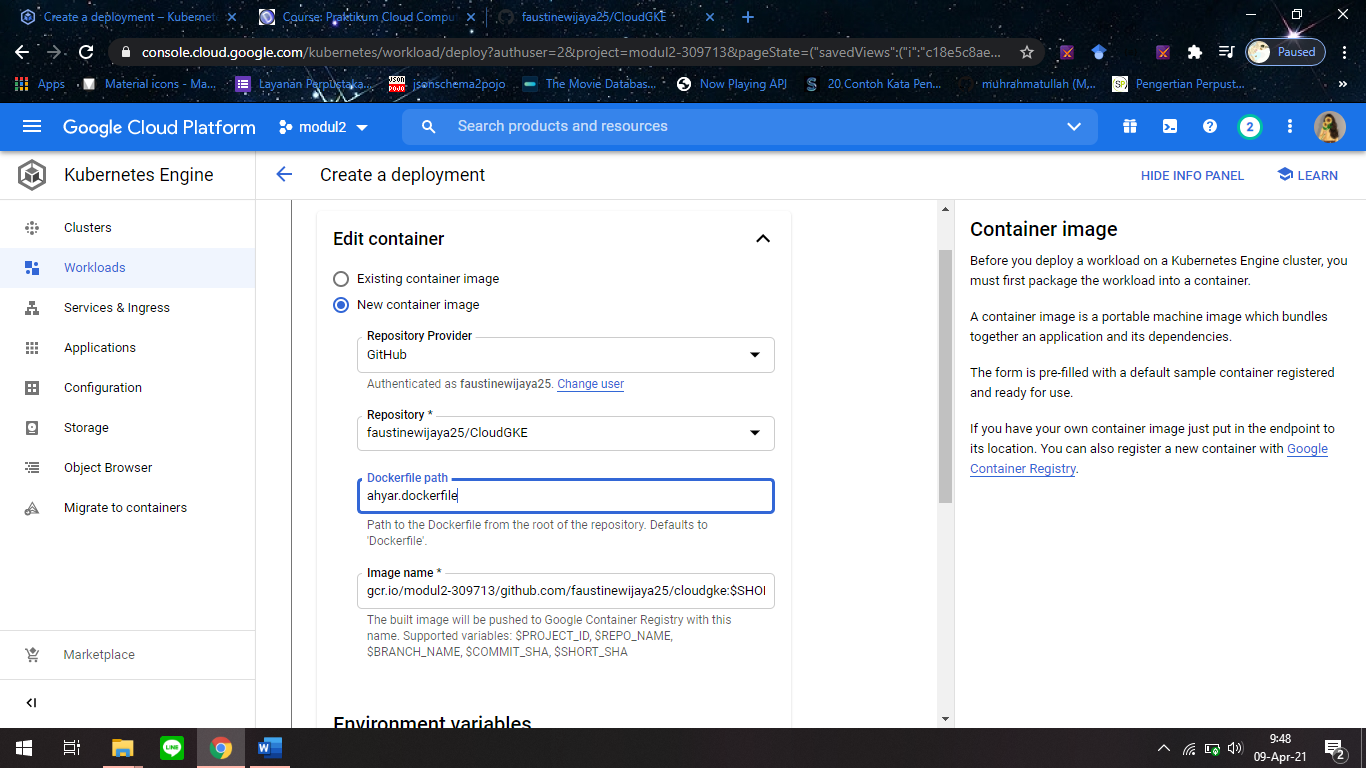 Create a deployment – Kubernet
Course: Praktikum Cloud Comput
faustinewijaya25/CloudGKE
console.cloud.google.com/kubernetes/workload/deploy?authuser=2&project=modul2-309713&pageState=("savedViews":("i":"c18e5c8ae...
Paused
Apps
Material icons - Ma...
Layanan Perpustaka...
JSON POJO
jsonschema2pojo
The Movie Databas...
Now Playing API
20 Contoh Kata Pen...
muhrahmatullah (M,...
Pengertian Perpust...
»
Google Cloud Platform
modul2
Search products and resources
2
Kubernetes Engine
Create a deployment
HIDE INFO PANEL
LEARN
Clusters
Workloads
Services & Ingress
Applications
Configuration
Storage
Object Browser
Migrate to containers
Marketplace
Edit container
Existing container image
New container image
Repository Provider
GitHub
Authenticated as faustinewijaya25. Change user
Repository *
faustinewijaya25/CloudGKE
Dockerfile path
ahyar.dockerfile
Path to the Dockerfile from the root of the repository. Defaults to
'Dockerfile'.
Image name *
gcr.io/modul2-309713/github.com/faustinewijaya25/cloudgke:$SHOI
The built image will be pushed to Google Container Registry with this
name. Supported variables: $PROJECT_ID, $REPO_NAME,
$BRANCH_NAME, $COMMIT_SHA, $SHORT_SHA
Environment variables
Container image
Before you deploy a workload on a Kubernetes Engine cluster, you
must first package the workload into a container.
A container image is a portable machine image which bundles
together an application and its dependencies.
The form is pre-filled with a default sample container registered
and ready for use.
If you have your own container image just put in the endpoint to
its location. You can also register a new container with Google
Container Registry.
LINE
9:48
09-Apr-21
2